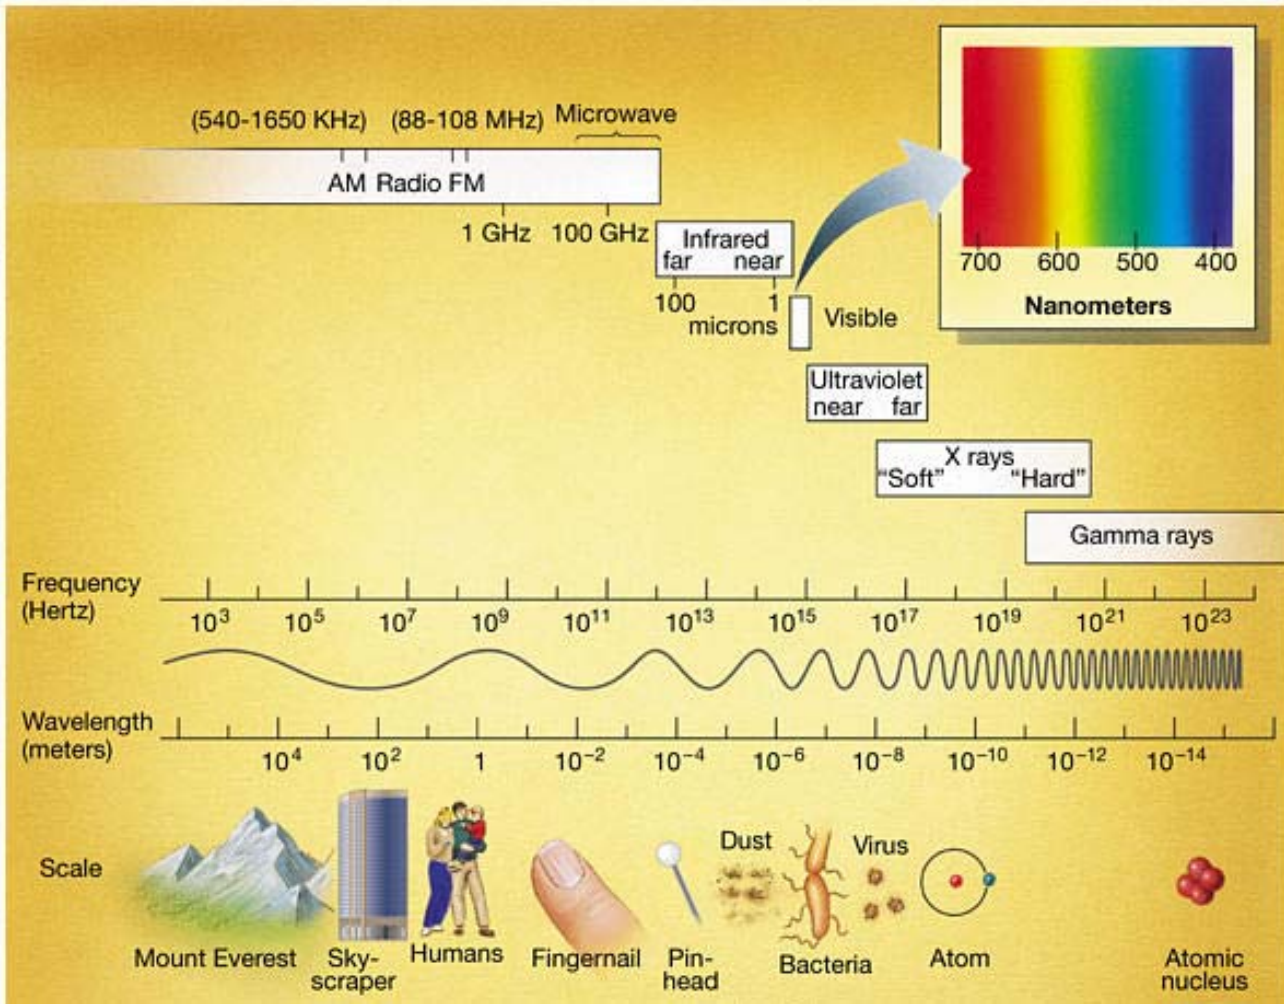 (540-1650 KHz) (88-108 MHz) Microwave
AM Radio FM
1 GHz 100 GHz
Infrared
far near
100 1
microns
Visible
700 600 500 400
Nanometers
Ultraviolet
near far
X rays
“Soft” “Hard”
Gamma rays
Frequency
(Hertz)
10³ 10⁵ 10⁷ 10⁹ 10¹¹ 10¹³ 10¹⁵ 10¹⁷ 10¹⁹ 10²¹ 10²³
Wavelength
(meters)
10⁴ 10² 1 10⁻² 10⁻⁴ 10⁻⁶ 10⁻⁸ 10⁻¹⁰ 10⁻¹² 10⁻¹⁴
Scale
Mount Everest
Sky-
scraper
Humans
Fingernail
Pin-
head
Dust
Bacteria
Virus
Atom
Atomic
nucleus